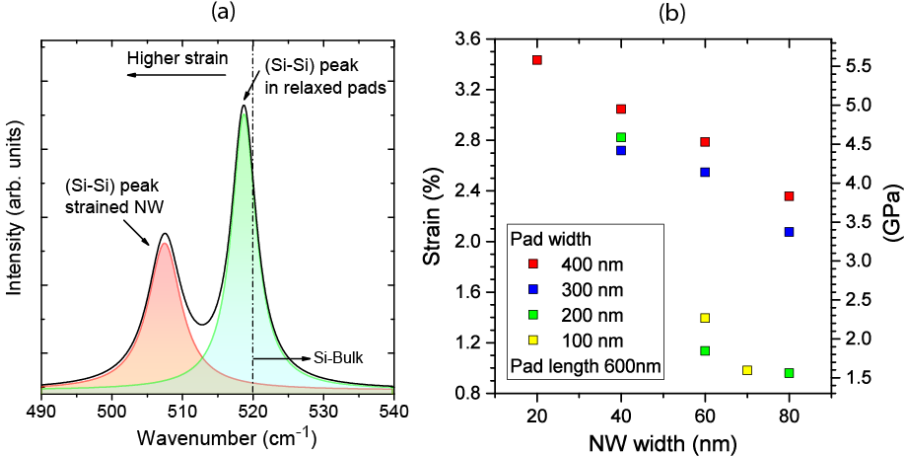 (a)
Higher strain
(Si-Si) peak
in relaxed pads
(Si-Si) peak
strained NW
Si-Bulk
Intensity (arb. units)
490 500 510 520 530 540
Wavenumber (cm⁻¹)
(b)
3.6
3.2
2.8
2.4
2.0
1.6
1.2
0.8
Strain (%)
5.5
5.0
4.5
4.0
3.5
3.0
2.5
2.0
1.5
(GPa)
Pad width
400 nm
300 nm
200 nm
100 nm
Pad length 600nm
20 40 60 80
NW width (nm)